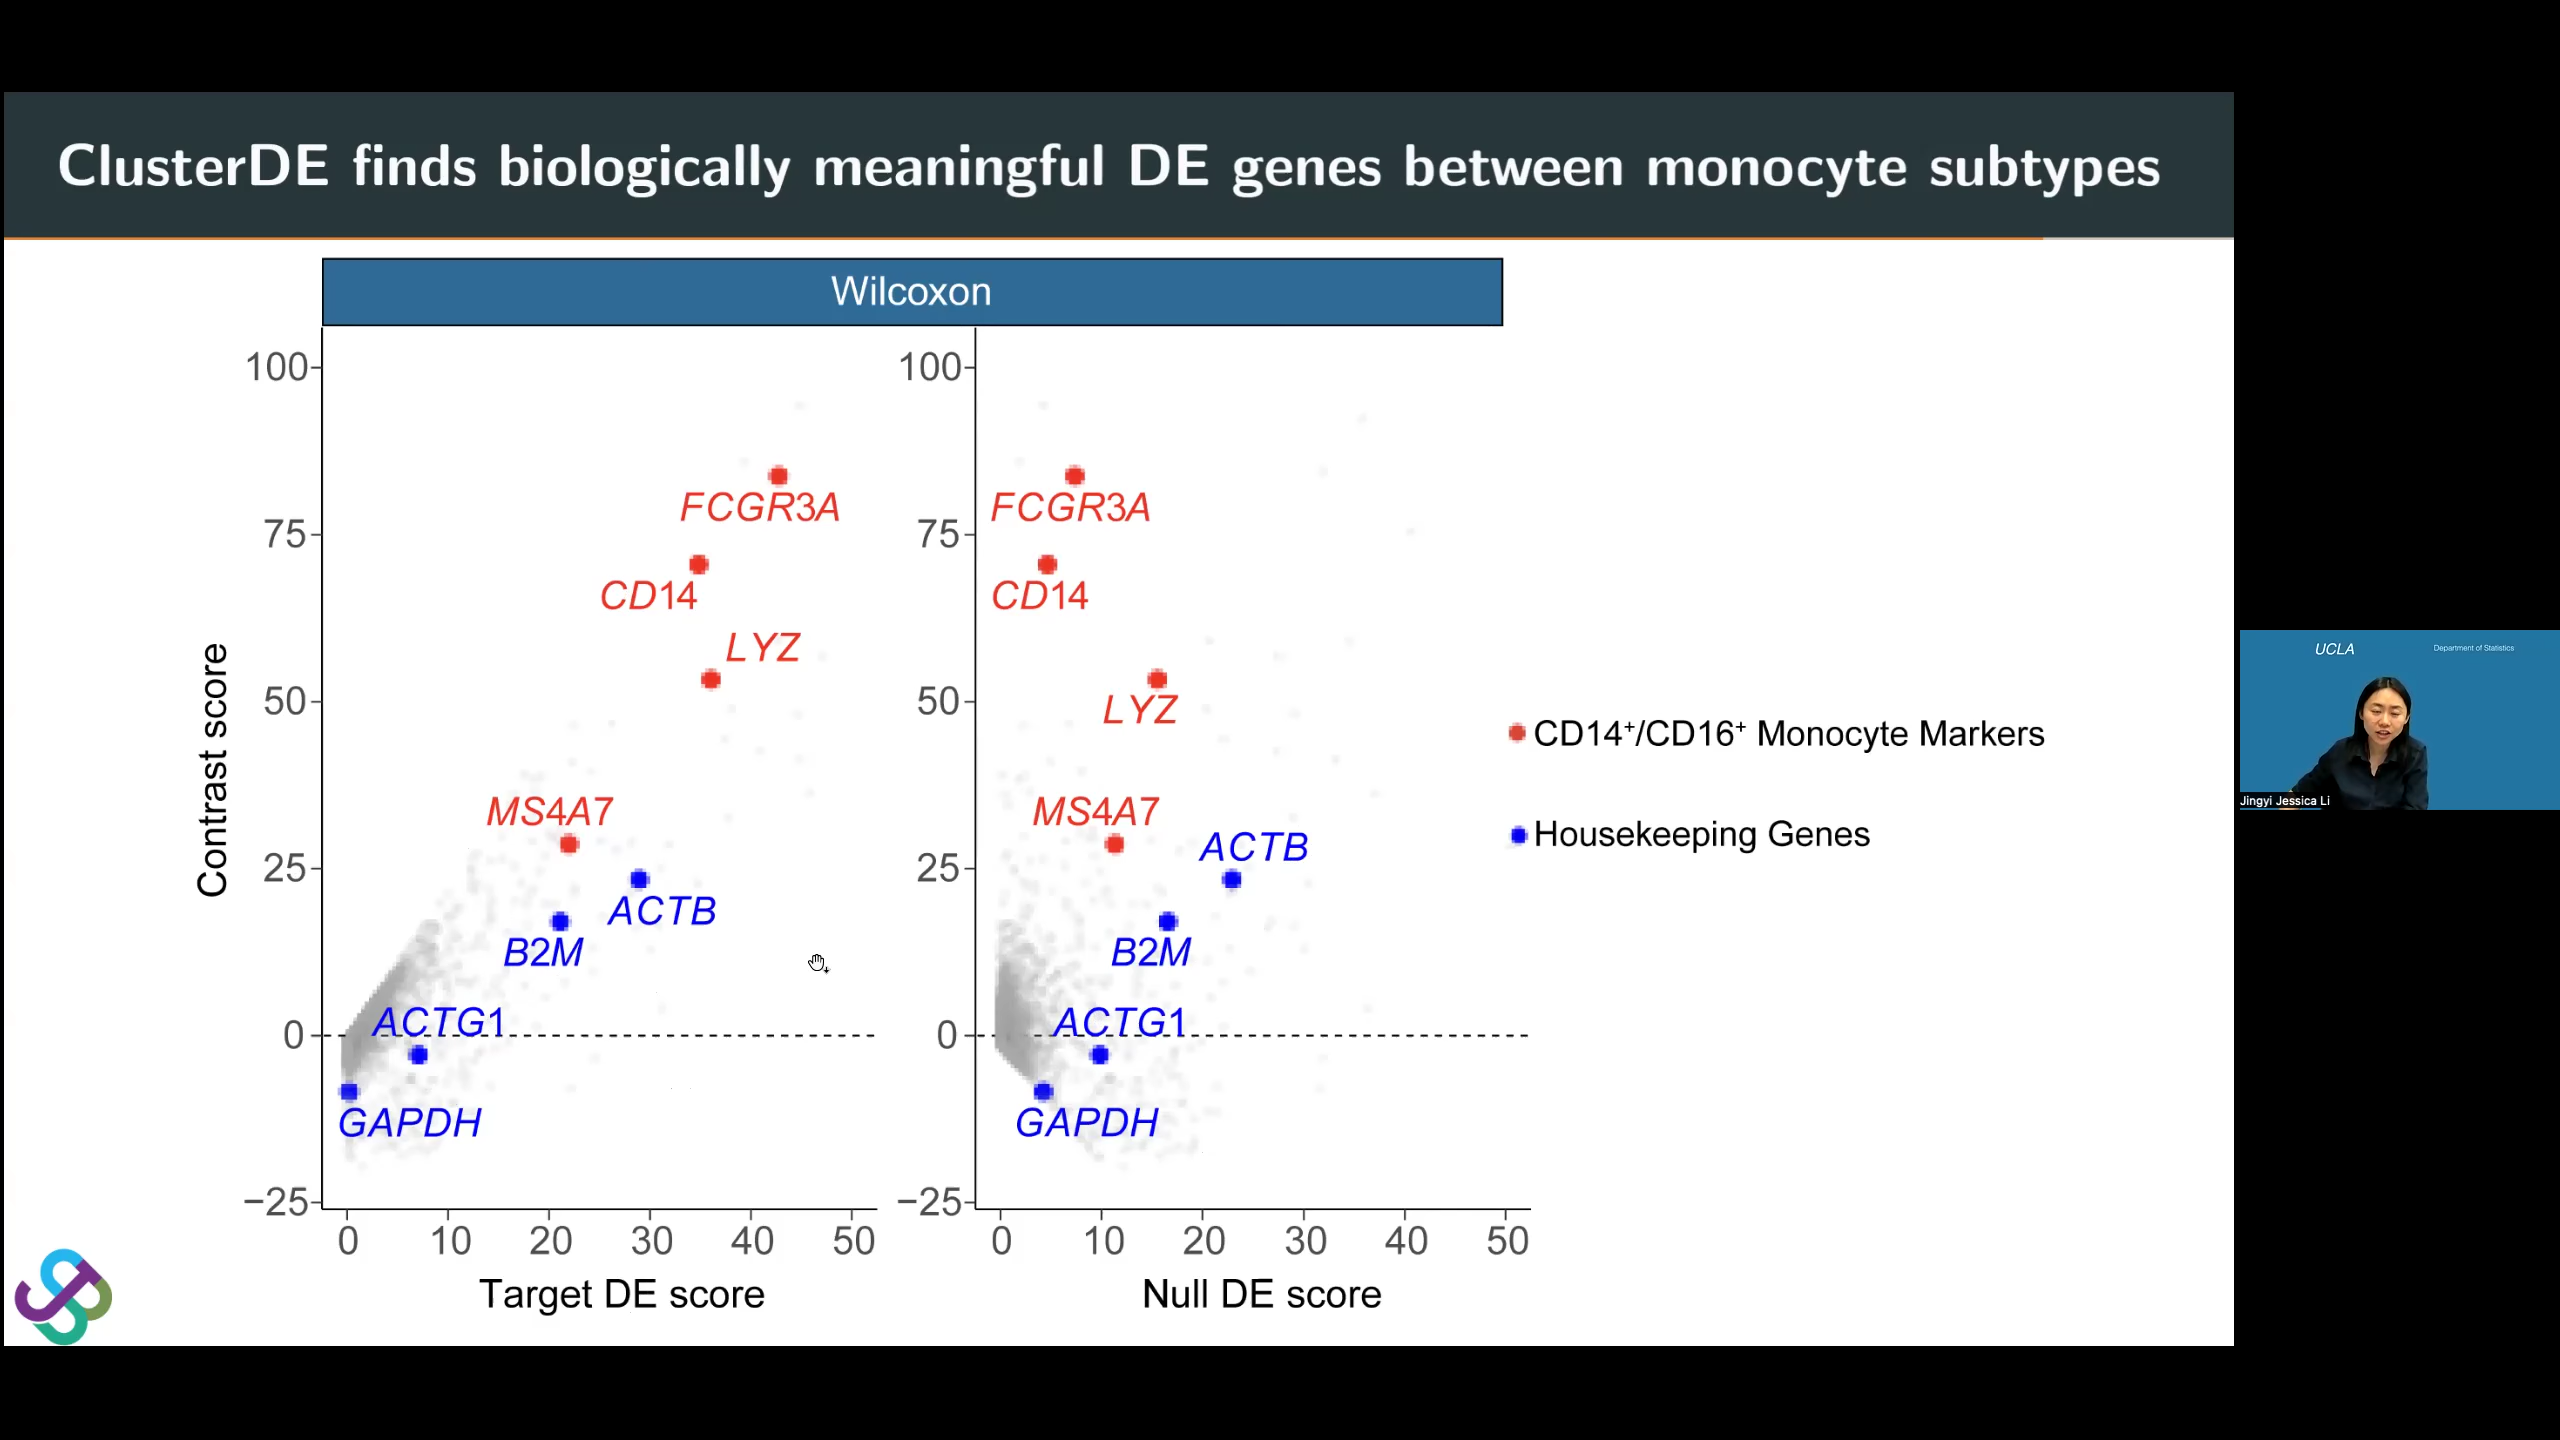 ClusterDE finds biologically meaningful DE genes between monocyte subtypes
Wilcoxon
Contrast score
100
75
50
25
0
−25
FCGR3A
CD14
LYZ
MS4A7
ACTB
B2M
ACTG1
GAPDH
0 10 20 30 40 50
Target DE score
100
75
50
25
0
−25
FCGR3A
CD14
LYZ
MS4A7
ACTB
B2M
ACTG1
GAPDH
0 10 20 30 40 50
Null DE score
CD14⁺/CD16⁺ Monocyte Markers
Housekeeping Genes
UCLA
Department of Statistics
Jingyi Jessica Li